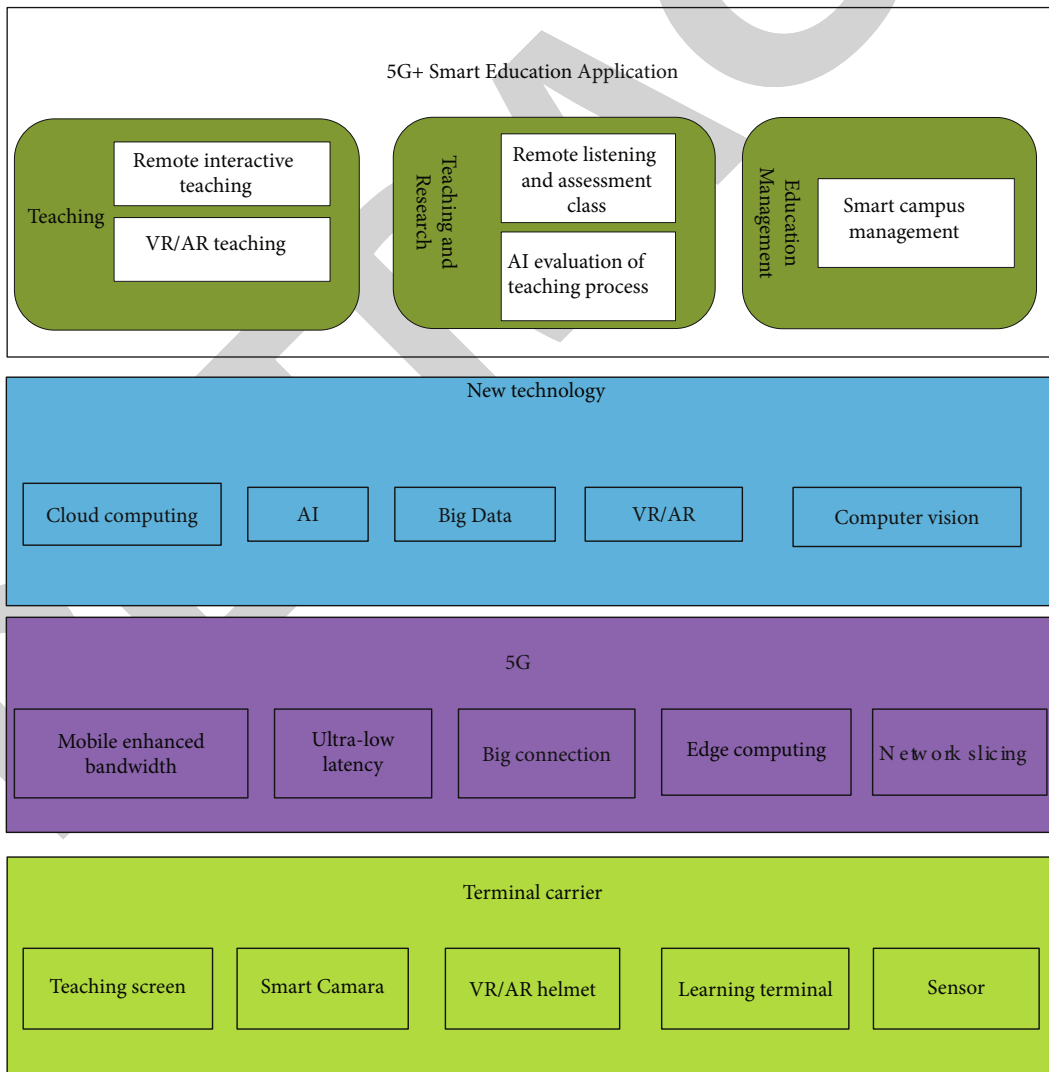 5G+ Smart Education Application
Teaching
Remote interactive
teaching
VR/AR teaching
Teaching and
Research
Remote listening
and assessment
class
AI evaluation of
teaching process
Education
Management
Smart campus
management
New technology
Cloud computing
AI
Big Data
VR/AR
Computer vision
5G
Mobile enhanced
bandwidth
Ultra-low
latency
Big connection
Edge computing
Network slicing
Terminal carrier
Teaching screen
Smart Camara
VR/AR helmet
Learning terminal
Sensor